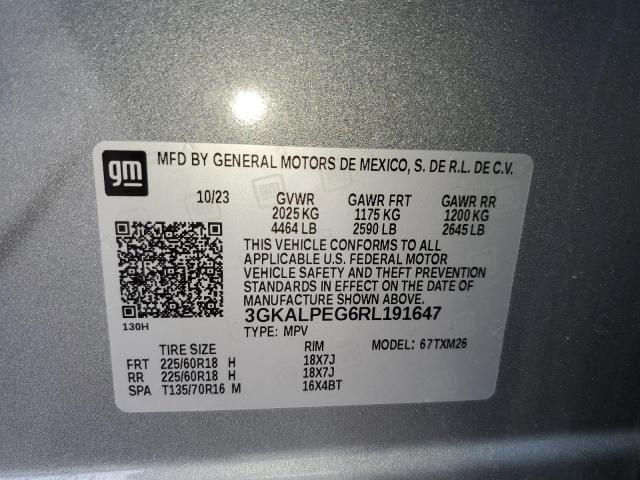 gm
MFD BY GENERAL MOTORS DE MEXICO, S. DE R.L. DE C.V.
10/23 GVWR GAWR FRT GAWR RR
2025 KG 1175 KG 1200 KG
4464 LB 2590 LB 2645 LB
THIS VEHICLE CONFORMS TO ALL
APPLICABLE U.S. FEDERAL MOTOR
VEHICLE SAFETY AND THEFT PREVENTION
STANDARDS IN EFFECT ON THE DATE OF
MANUFACTURE SHOWN ABOVE.
3GKALPEG6RL191647
130H
TYPE: MPV
TIRE SIZE RIM MODEL: 67TXM26
FRT 225/60R18 H 18X7J
RR 225/60R18 H 18X7J
SPA T135/70R16 M 16X4BT